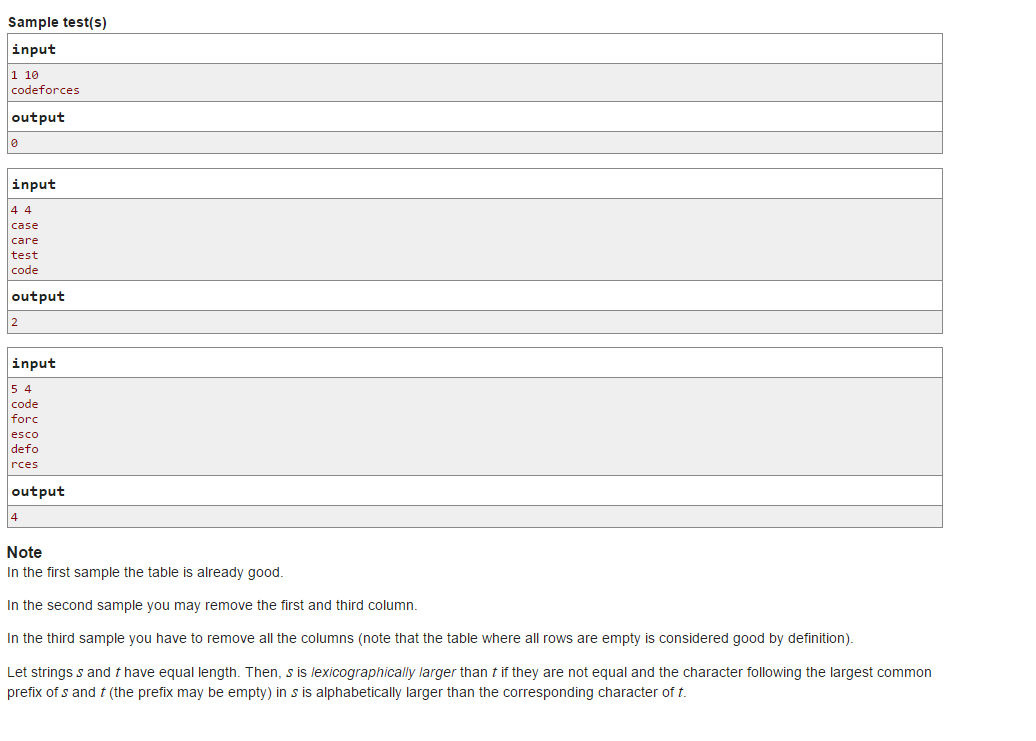 Sample test(s)
input
1 10
codeforces
output
0
input
4 4
case
care
test
code
output
2
input
5 4
code
forc
esco
defo
rces
output
4
Note
In the first sample the table is already good.
In the second sample you may remove the first and third column.
In the third sample you have to remove all the columns (note that the table where all rows are empty is considered good by definition).
Let strings s and t have equal length. Then, s is lexicographically larger than t if they are not equal and the character following the largest common
prefix of s and t (the prefix may be empty) in s is alphabetically larger than the corresponding character of t.